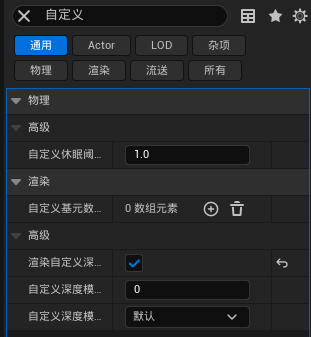 自定义
通用 Actor LOD 杂项
物理 渲染 流送 所有
物理
高级
自定义休眠阈... 1.0
渲染
自定义基元数... 0 数组元素
高级
渲染自定义深...
自定义深度模... 0
自定义深度模... 默认